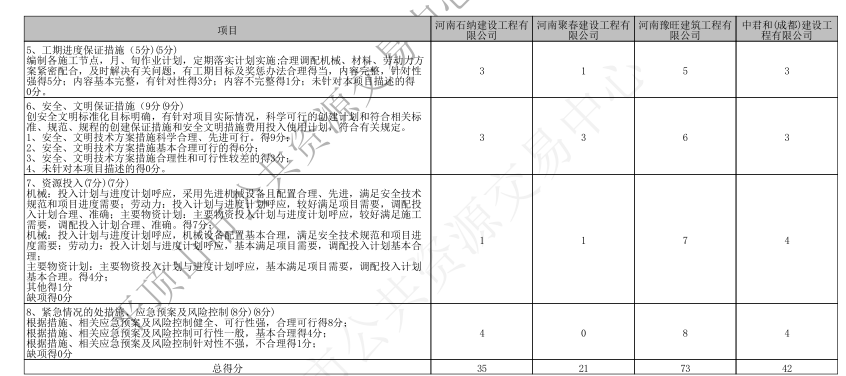 项目 河南石纳建设工程有限公司 河南聚春建设工程有限公司 河南豫旺建筑工程有限公司 中君和(成都)建设工程有限公司
5、工期进度保证措施（5分)(5分) 3 1 5 3
编制各施工节点，月、旬作业计划，定期落实计划实施;合理调配机械、材料、劳动力方
案紧密配合，及时解决有关问题，有工期目标及奖惩办法合理得当，内容完整，针对性
强得5分；内容基本完整，有针对性得3分；内容不完整得1分；未针对本项目描述的得
0分。
6、安全、文明保证措施（9分)(9分) 3 3 6 3
创安全文明标准化目标明确，有针对项目实际情况，科学可行的创建计划和符合相关标
准、规范、规程的创建保证措施和安全文明措施费用投入使用计划，符合有关规定。
1、安全、文明技术方案措施科学合理、先进可行。得9分；
2、安全、文明技术方案措施基本合理可行的得6分；
3、安全、文明技术方案措施合理性和可行性较差的得3分；
4、未针对本项目描述的得0分。
7、资源投入(7分)(7分) 1 1 7 4
机械：投入计划与进度计划呼应，采用先进机械设备且配置合理、先进，满足安全技术
规范和项目进度需要；劳动力：投入计划与进度计划呼应，较好满足项目需要，调配投
入计划合理、准确；主要物资计划：主要物资投入计划与进度计划呼应，较好满足施工
需要，调配投入计划合理、准确。得7分；
机械：投入计划与进度计划呼应，机械设备配置基本合理，满足安全技术规范和项目进
度需要；劳动力：投入计划与进度计划呼应，基本满足项目需要，调配投入计划基本合
理；
主要物资计划：主要物资投入计划与进度计划呼应，基本满足项目需要，调配投入计划
基本合理。得4分；
其他得1分
缺项得0分
8、紧急情况的处措施、应急预案及风险控制(8分)(8分) 4 0 8 4
根据措施、相关应急预案及风险控制健全、可行性强，合理可行得8分；
根据措施、相关应急预案及风险控制可行性一般，基本合理得4分；
根据措施、相关应急预案及风险控制针对性不强，不合理得1分；
缺项得0分
总得分 35 21 73 42
平顶山市公共资源交易中心
市公共资源交易中心